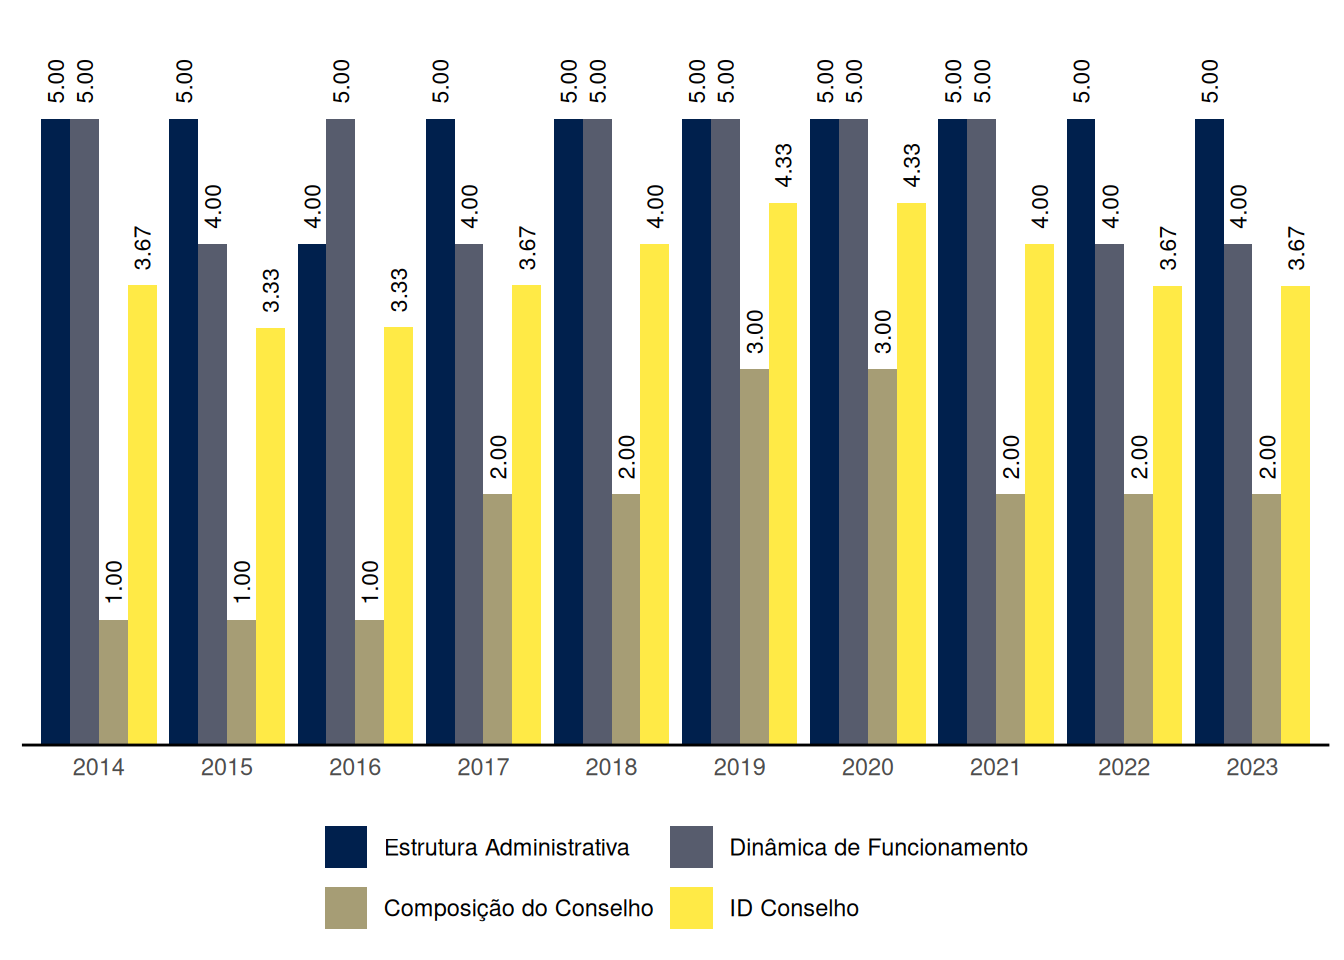 5.00 5.00 1.00 3.67
5.00 4.00 1.00 3.33
4.00 5.00 1.00 3.33
5.00 4.00 2.00 3.67
5.00 5.00 2.00 4.00
5.00 5.00 3.00 4.33
5.00 5.00 3.00 4.33
5.00 5.00 2.00 4.00
5.00 4.00 2.00 3.67
5.00 4.00 2.00 3.67
2014 2015 2016 2017 2018 2019 2020 2021 2022 2023
Estrutura Administrativa Dinâmica de Funcionamento
Composição do Conselho ID Conselho